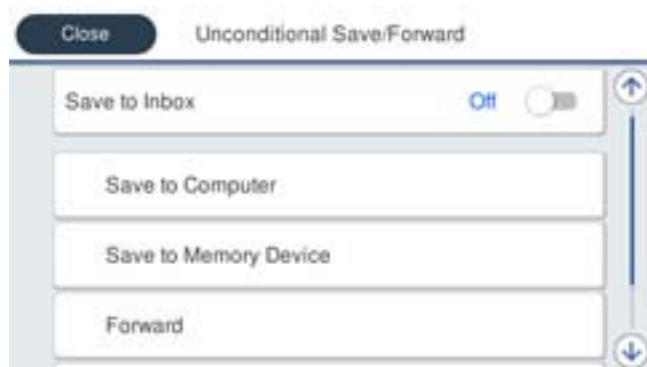 Close
Unconditional Save/Forward
Save to Inbox
Off
Save to Computer
Save to Memory Device
Forward